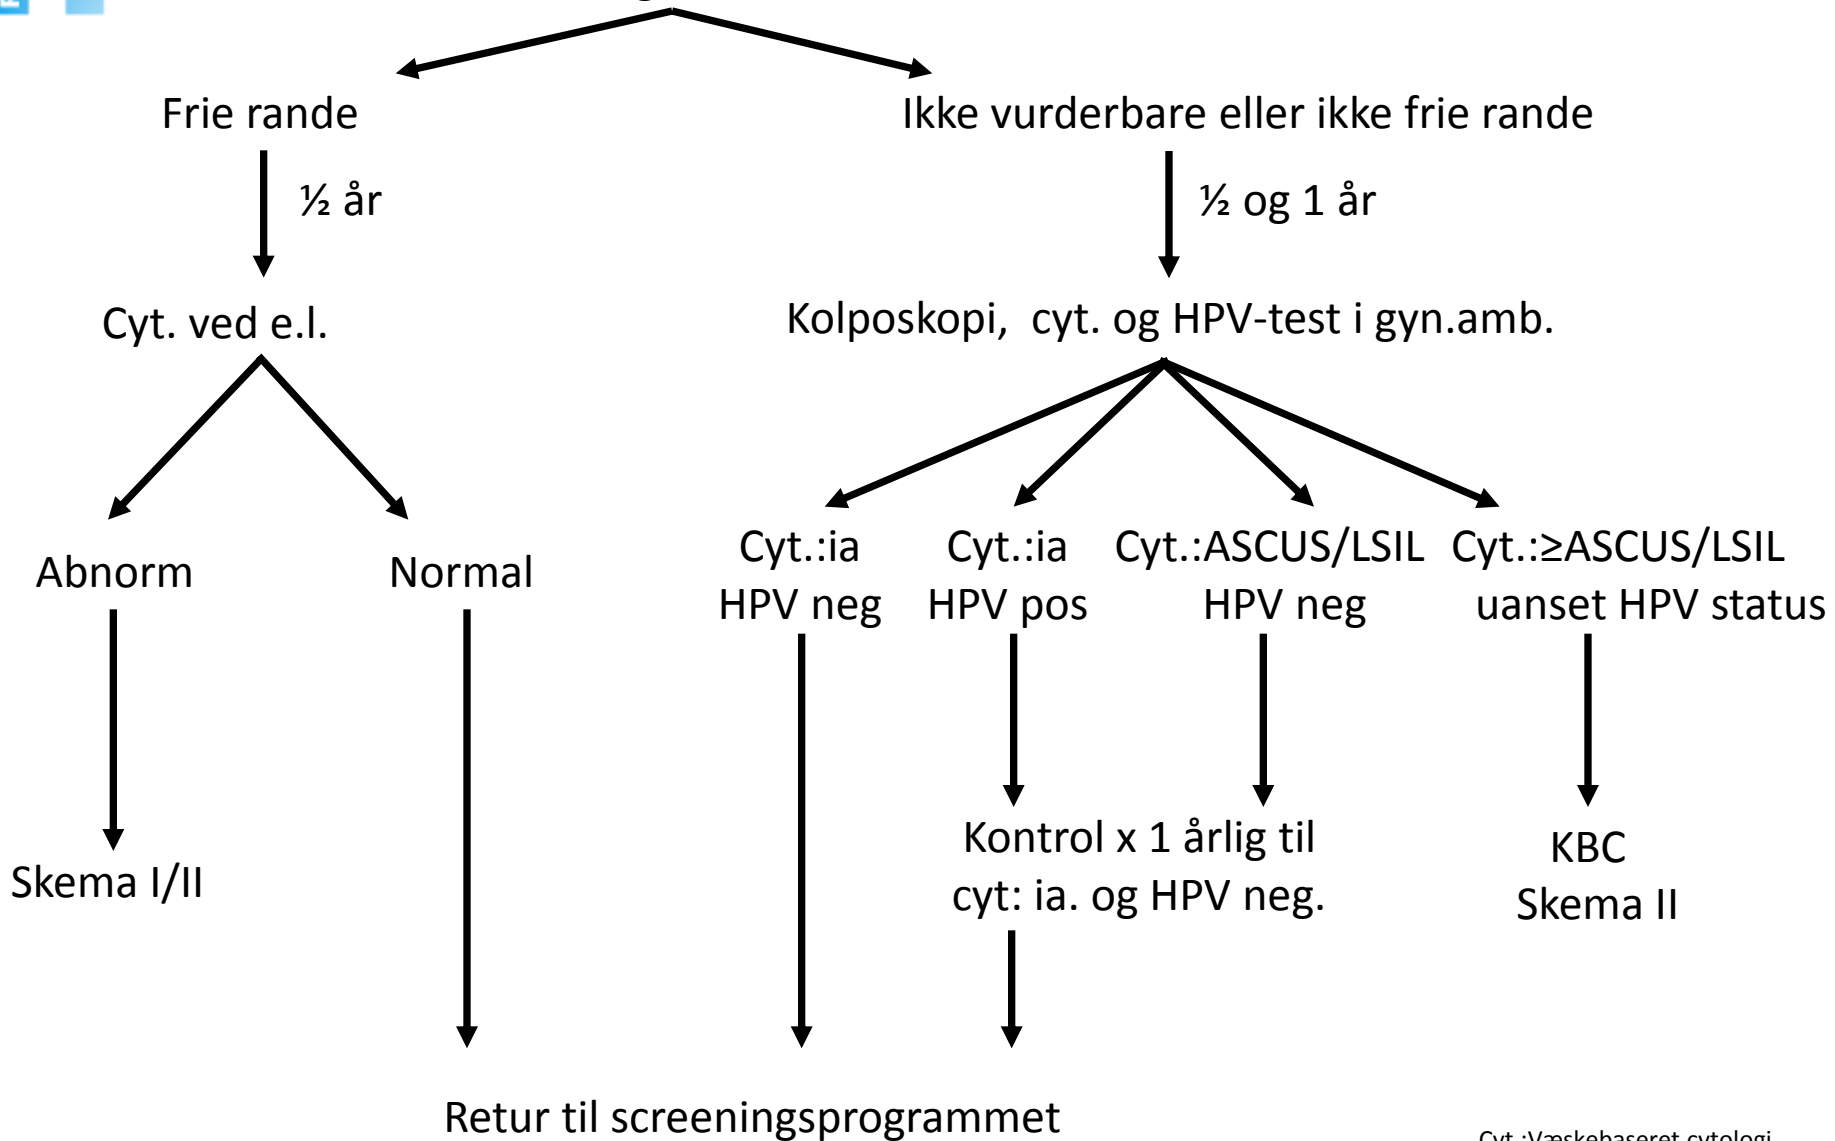 Frie rande
Ikke vurderbare eller ikke frie rande
½ år
½ og 1 år
Cyt. ved e.l.
Kolposkopi, cyt. og HPV-test i gyn.amb.
Abnorm
Normal
Cyt.:ia
HPV neg
Cyt.:ia
HPV pos
Cyt.:ASCUS/LSIL
HPV neg
Cyt.:≥ASCUS/LSIL
uanset HPV status
Skema I/II
Kontrol x 1 årlig til
cyt: ia. og HPV neg.
KBC
Skema II
Retur til screeningsprogrammet
Cyt.:Væskebaseret cytologi